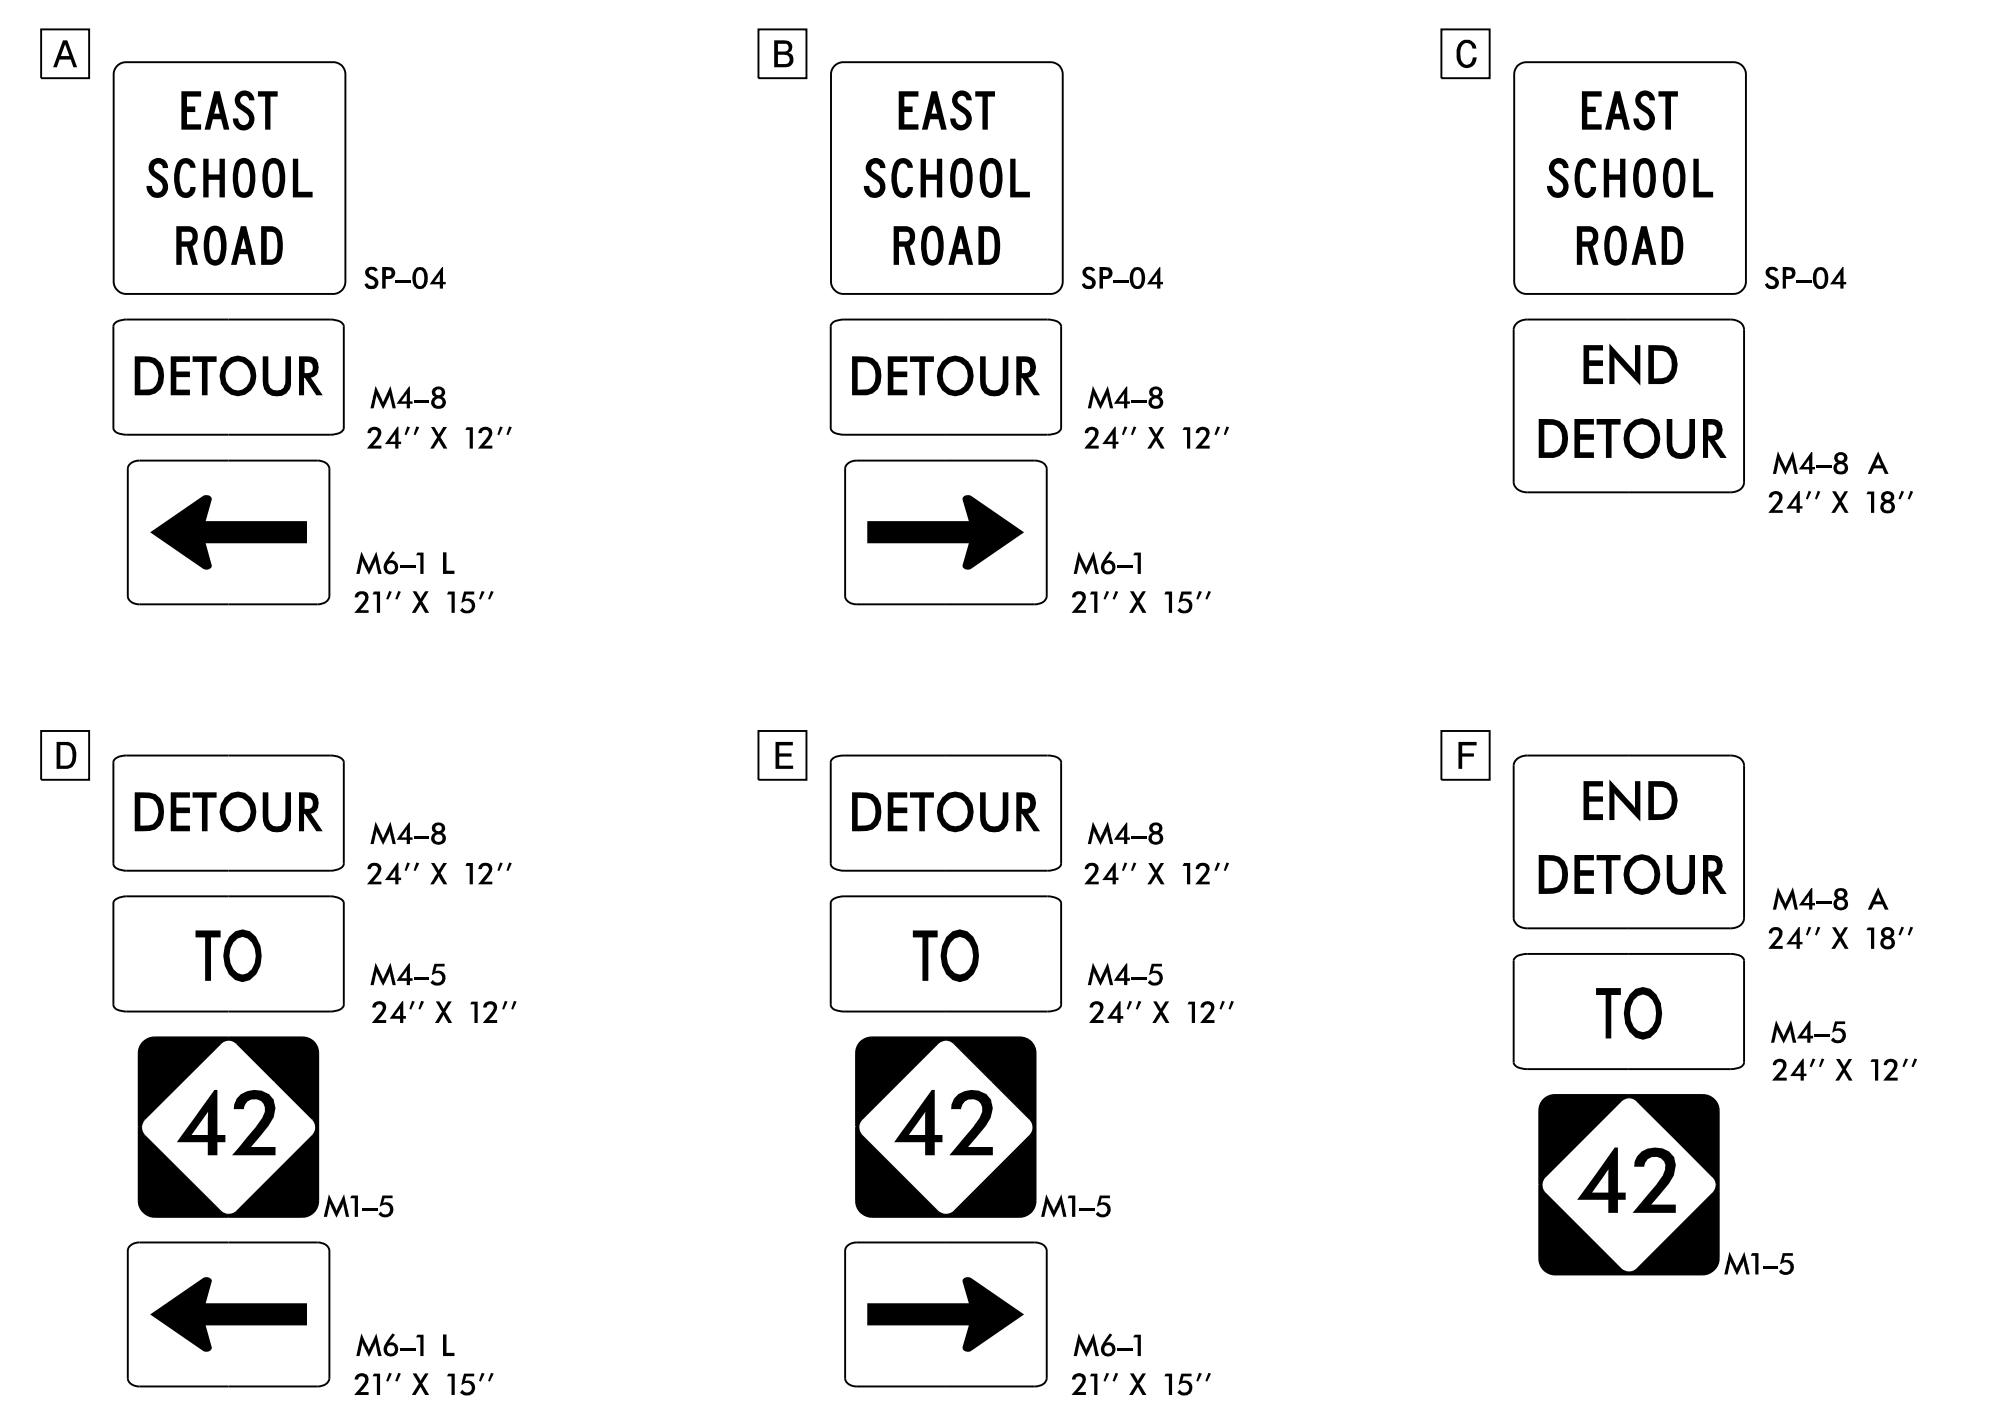 A
EAST
SCHOOL
ROAD
SP–04
DETOUR
M4–8
24’’ X 12’’
M6–1 L
21’’ X 15’’
B
EAST
SCHOOL
ROAD
SP–04
DETOUR
M4–8
24’’ X 12’’
M6–1
21’’ X 15’’
C
EAST
SCHOOL
ROAD
SP–04
END
DETOUR
M4–8 A
24’’ X 18’’
D
DETOUR
M4–8
24’’ X 12’’
TO
M4–5
24’’ X 12’’
42
M1–5
M6–1 L
21’’ X 15’’
E
DETOUR
M4–8
24’’ X 12’’
TO
M4–5
24’’ X 12’’
42
M1–5
M6–1
21’’ X 15’’
F
END
DETOUR
M4–8 A
24’’ X 18’’
TO
M4–5
24’’ X 12’’
42
M1–5